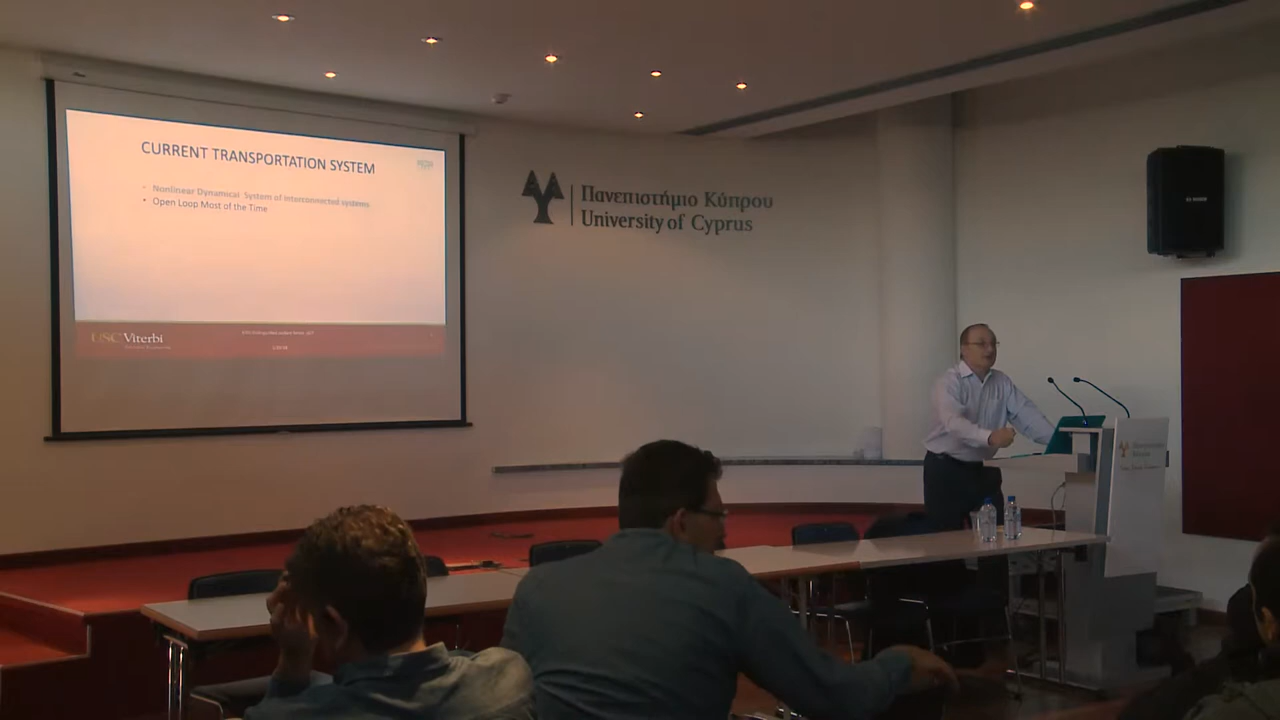 CURRENT TRANSPORTATION SYSTEM
• Nonlinear Dynamical System of interconnected systems
• Open Loop Most of the Time
USC Viterbi
Πανεπιστήμιο Κύπρου
University of Cyprus